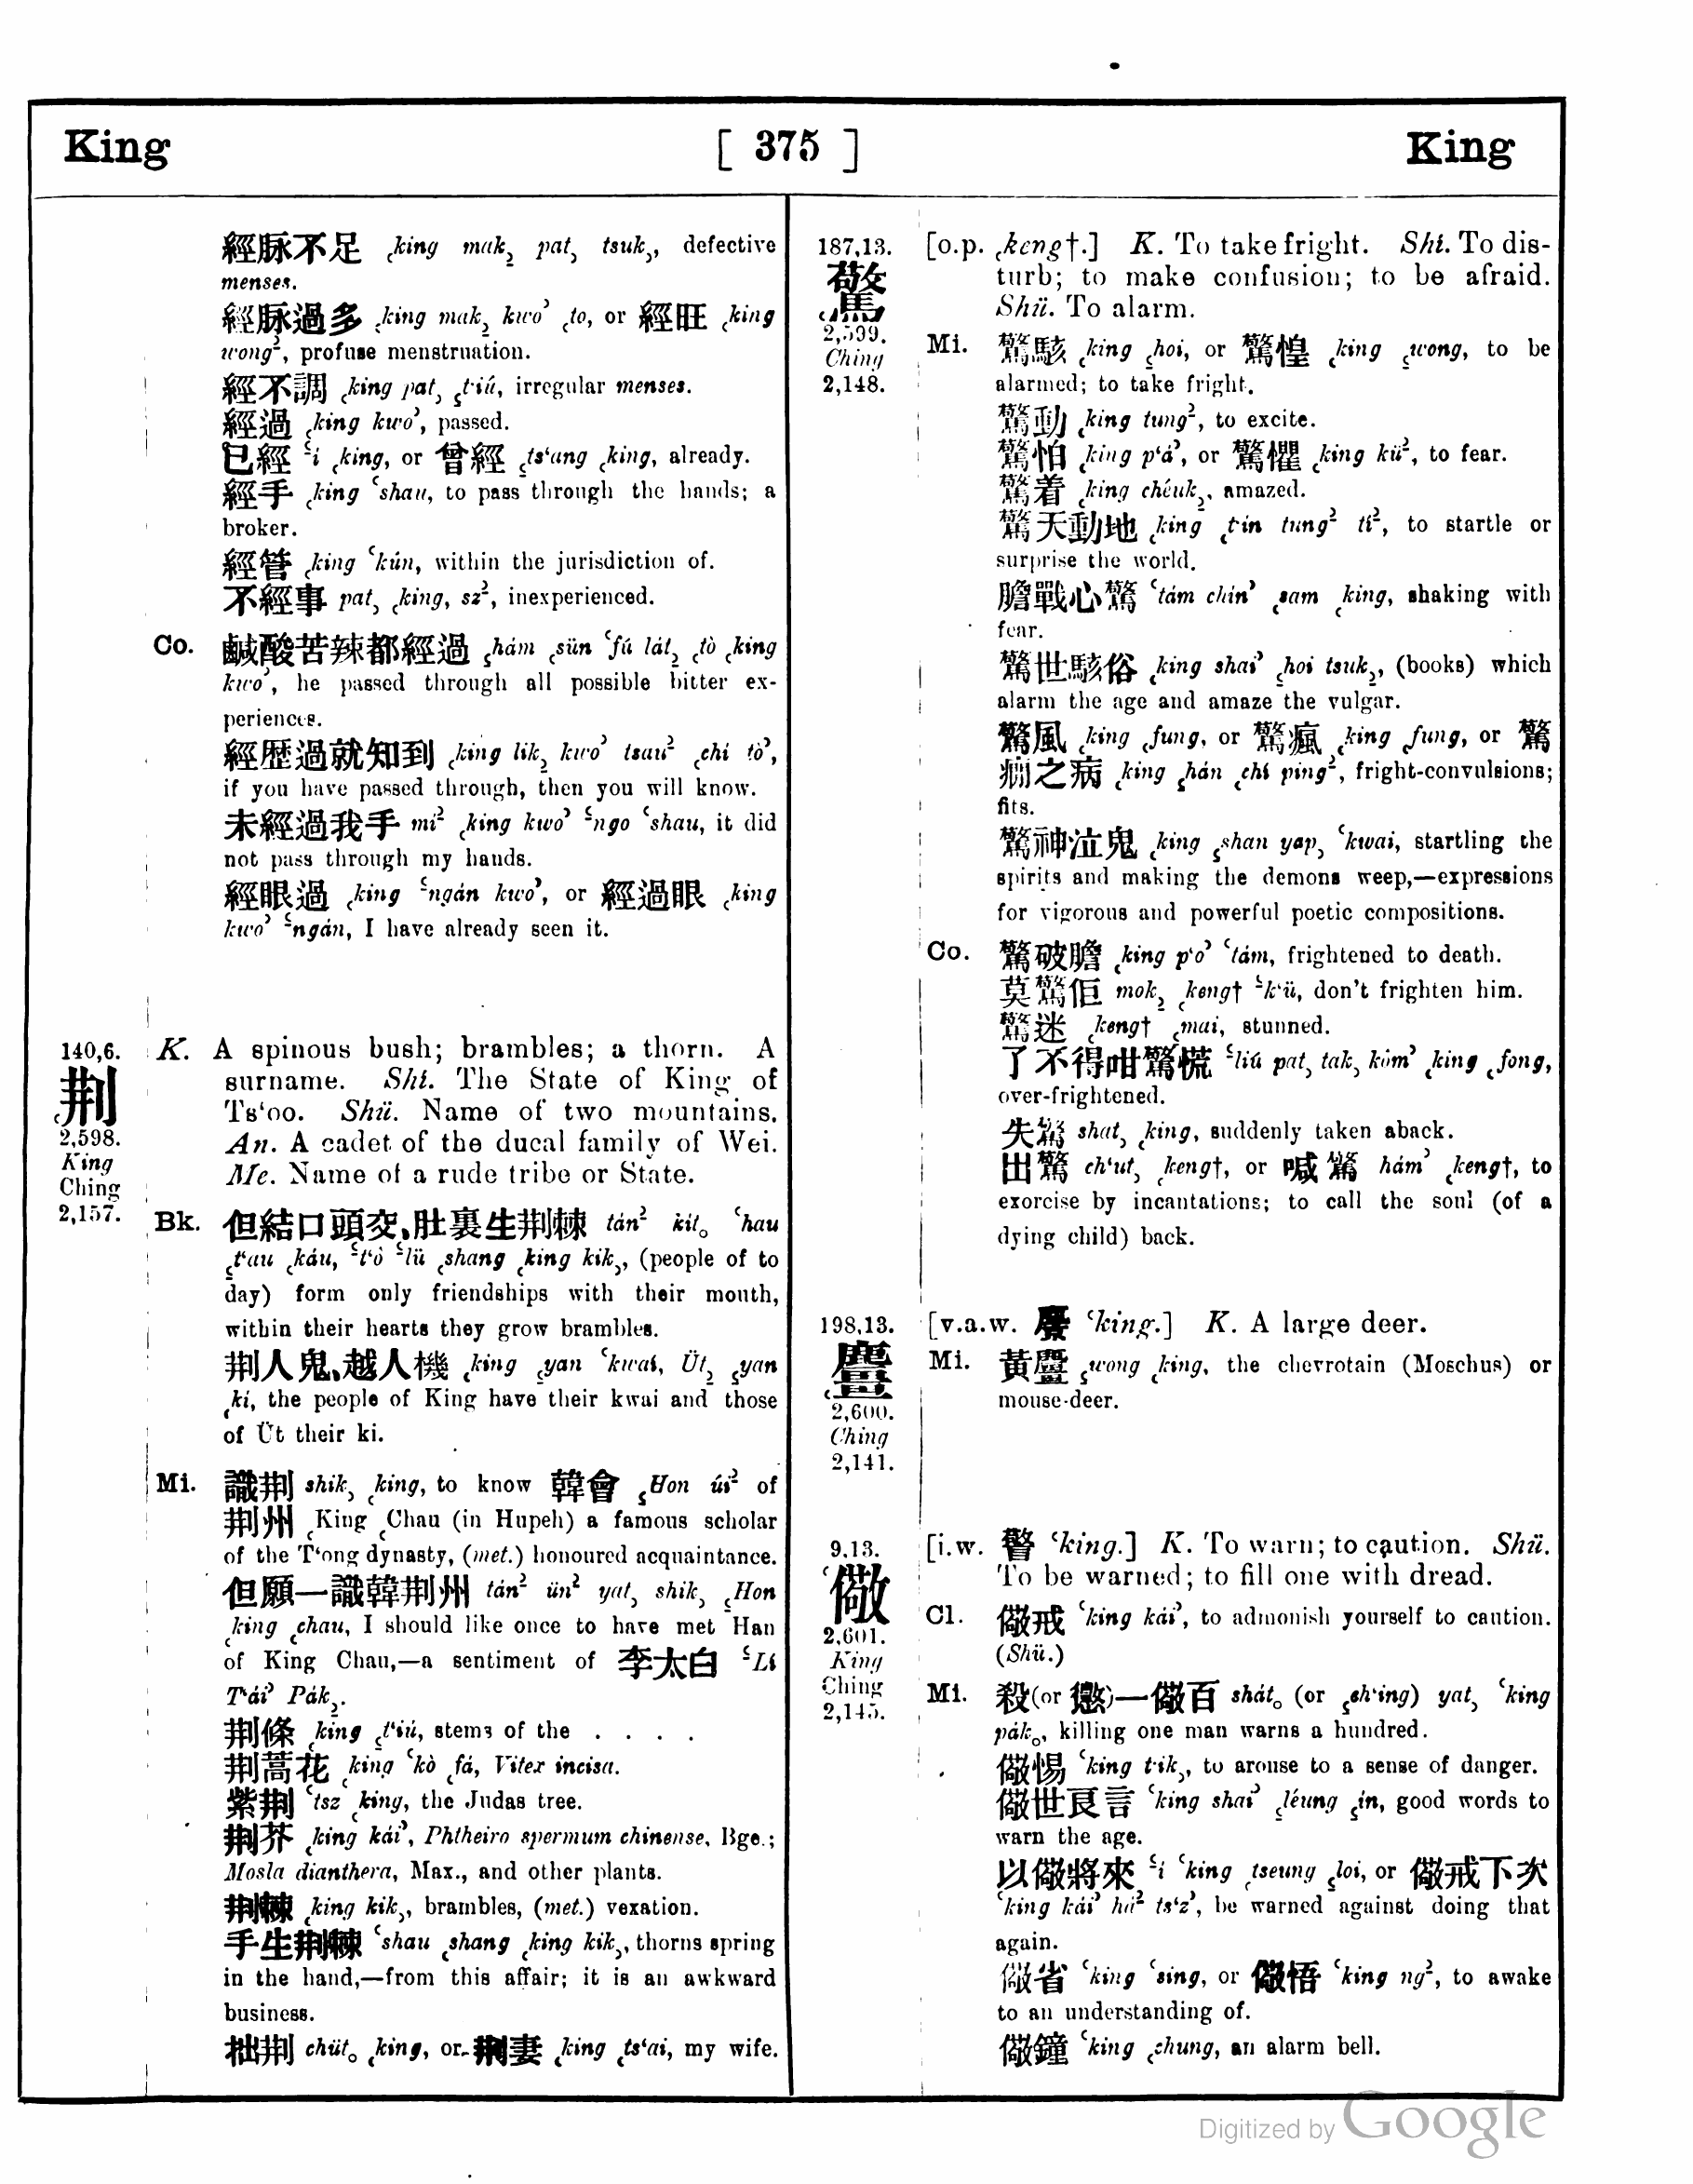 King [ 375 ] King
經脉不足 ꜀king mak꜇ pat꜆ tsuk꜆, defective
menses.
經脉過多 ꜀king mak꜇ kwo꜄ ꜀to, or 經旺 ꜀king
wong꜅, profuse menstruation.
經不調 ꜀king pat꜆ ꜁t‘iú, irregular menses.
經過 ꜀king kwo꜄, passed.
已經 ꜃i ꜀king, or 曾經 ꜁ts‘ang ꜀king, already.
經手 ꜀king ꜂shau, to pass through the hands; a
broker.
經管 ꜀king ꜂kún, within the jurisdiction of.
不經事 pat꜆ ꜀king, sz꜅, inexperienced.
Co. 鹹酸苦辣都經過 ꜁hám ꜀sün ꜂fú lát꜇ ꜀tò ꜀king
kwo꜄, he passed through all possible bitter ex-
periences.
經歷過就知到 ꜀king lik꜇ kwo꜄ tsau꜅ ꜀chí tò꜄,
if you have passed through, then you will know.
未經過我手 mí꜅ ꜀king kwo꜄ ꜃ngo ꜂shau, it did
not pass through my hands.
經眼過 ꜀king ꜃ngán kwo꜄, or 經過眼 ꜀king
kwo꜄ ꜃ngán, I have already seen it.
140,6.
꜀荆
2,598.
King
Ching
2,157.
K. A spinous bush; brambles; a thorn. A
surname. Shí. The State of King of
Ts‘oo. Shü. Name of two mountains.
An. A cadet of the ducal family of Wei.
Me. Name of a rude tribe or State.
Bk. 但結口頭交,肚裏生荆棘 tán꜅ kít。 ꜂hau
꜁t‘au ꜀káu, ꜃t‘ò ꜃lü ꜀shang ꜀king kik꜆, (people of to
day) form only friendships with their mouth,
within their hearts they grow brambles.
荆人鬼,越人機 ꜀king ꜁yan ꜂kwai, Üt꜇ ꜁yan
꜀kí, the people of King have their kwai and those
of Üt their ki.
Mi. 識荆 shik꜆ ꜀king, to know 韓會 ꜁Hon úi꜅ of
荆州 ꜀King ꜀Chau (in Hupeh) a famous scholar
of the T‘ong dynasty, (met.) honoured acquaintance.
但願一識韓荆州 tán꜅ ün꜅ yat꜆ shik꜆ ꜁Hon
꜀king ꜀chau, I should like once to have met Han
of King Chau,—a sentiment of 李太白 ꜃Lí
T‘ái꜄ Pák꜇.
荆條 ꜀king ꜁t‘iú, stems of the . . . .
荆蒿花 ꜀king ꜂kò ꜀fá, Vitex incisa.
紫荆 ꜂tsz ꜀king, the Judas tree.
荆芥 ꜀king kái꜄, Phtheiro spermum chinense, Bge.;
Mosla dianthera, Max., and other plants.
荆棘 ꜀king kik꜆, brambles, (met.) vexation.
手生荆棘 ꜂shau ꜀shang ꜀king kik꜆, thorns spring
in the hand,—from this affair; it is an awkward
business.
拙荆 chüt。 ꜀king, or 荆妻 ꜀king ꜀ts‘ai, my wife.
187,13.
꜀驚
2,599.
Ching
2,148.
[o.p. ꜀keng†.] K. To take fright. Shí. To dis-
turb; to make confusion; to be afraid.
Shü. To alarm.
Mi. 驚駭 ꜀king ꜁hoi, or 驚惶 ꜀king ꜁wong, to be
alarmed; to take fright.
驚動 ꜀king tung꜅, to excite.
驚怕 ꜀king p‘á꜄, or 驚懼 ꜀king kü꜅, to fear.
驚着 ꜀king chéuk꜇, amazed.
驚天動地 ꜀king ꜀t‘in tung꜅ tí꜅, to startle or
surprise the world.
膽戰心驚 ꜂tám chin꜄ ꜀sam ꜀king, shaking with
fear.
驚世駭俗 ꜀king shai꜄ ꜁hoi tsuk꜇, (books) which
alarm the age and amaze the vulgar.
驚風 ꜀king ꜀fung, or 驚瘋 ꜀king ꜀fung, or 驚
癇之病 ꜀king ꜁hán ꜀chí ping꜅, fright-convulsions;
fits.
驚神泣鬼 ꜀king ꜁shan yap꜆ ꜂kwai, startling the
spirits and making the demons weep,—expressions
for vigorous and powerful poetic compositions.
Co. 驚破膽 ꜀king p‘o꜄ ꜂tám, frightened to death.
莫驚佢 mok꜇ ꜀keng† ꜃k‘ü, don’t frighten him.
驚迷 ꜀keng† ꜁mai, stunned.
了不得咁驚慌 ꜃liú pat꜆ tak꜆ kòm꜄ ꜀king ꜀fong,
over-frightened.
失驚 shat꜆ ꜀king, suddenly taken aback.
出驚 ch‘ut꜆ ꜀keng†, or 喊驚 hám꜄ ꜀keng†, to
exorcise by incantations; to call the soul (of a
dying child) back.
198,13.
꜀麠
2,600.
Ching
2,141.
[v.a.w. 麖 ꜂king.] K. A large deer.
Mi. 黃麠 ꜁wong ꜀king, the chevrotain (Moschus) or
mouse-deer.
9,13.
꜂儆
2,601.
King
Ching
2,145.
[i.w. 警 ꜂king.] K. To warn; to caution. Shü.
To be warned; to fill one with dread.
Cl. 儆戒 ꜂king kái꜄, to admonish yourself to caution.
(Shü.)
Mi. 殺(or 懲)一儆百 shát。 (or ꜁ch‘ing) yat꜆ ꜂king
pák。, killing one man warns a hundred.
儆惕 ꜂king t‘ik꜆, to arouse to a sense of danger.
儆世良言 ꜂king shai꜄ ꜁léung ꜁in, good words to
warn the age.
以儆將來 ꜃i ꜂king ꜀tseung ꜁loi, or 儆戒下次
꜂king kái꜄ há꜅ ts‘z꜄, be warned against doing that
again.
儆省 ꜂king ꜂sing, or 儆悟 ꜂king ng꜅, to awake
to an understanding of.
儆鐘 ꜂king ꜀chung, an alarm bell.
Digitized by Google